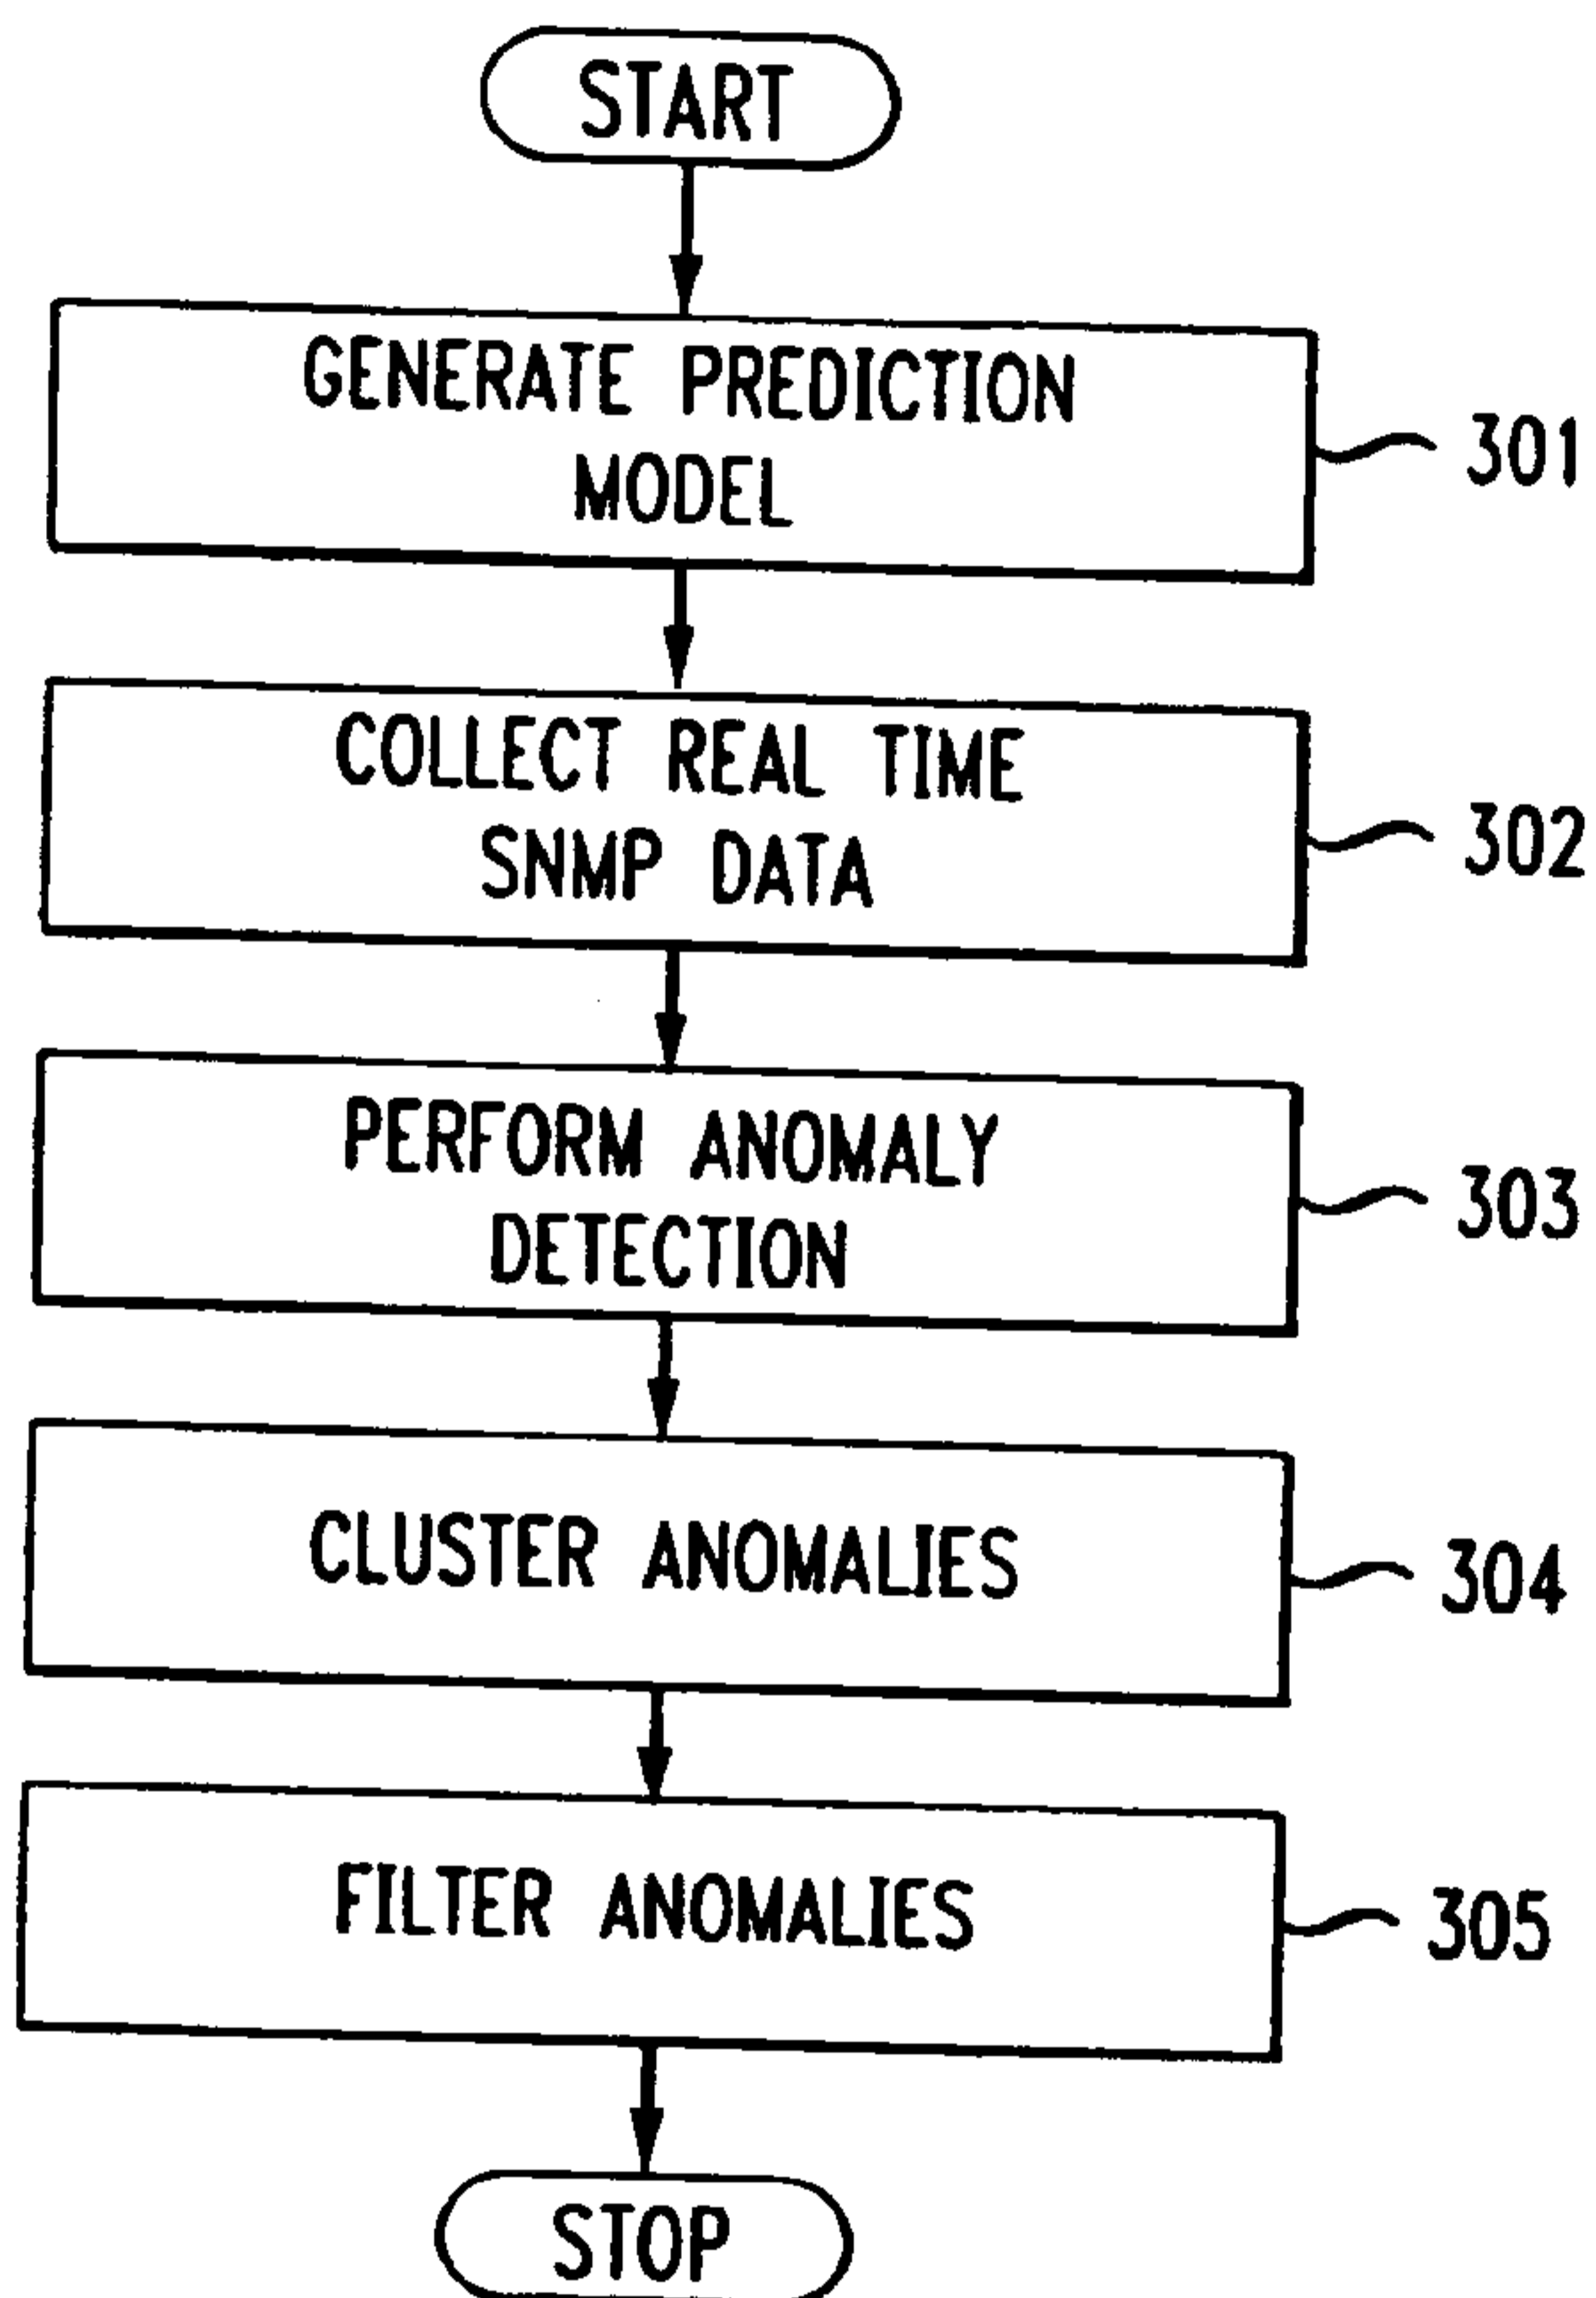 START
GENERATE PREDICTION
MODEL
301
COLLECT REAL TIME
SNMP DATA
302
PERFORM ANOMALY
DETECTION
303
CLUSTER ANOMALIES
304
FILTER ANOMALIES
305
STOP